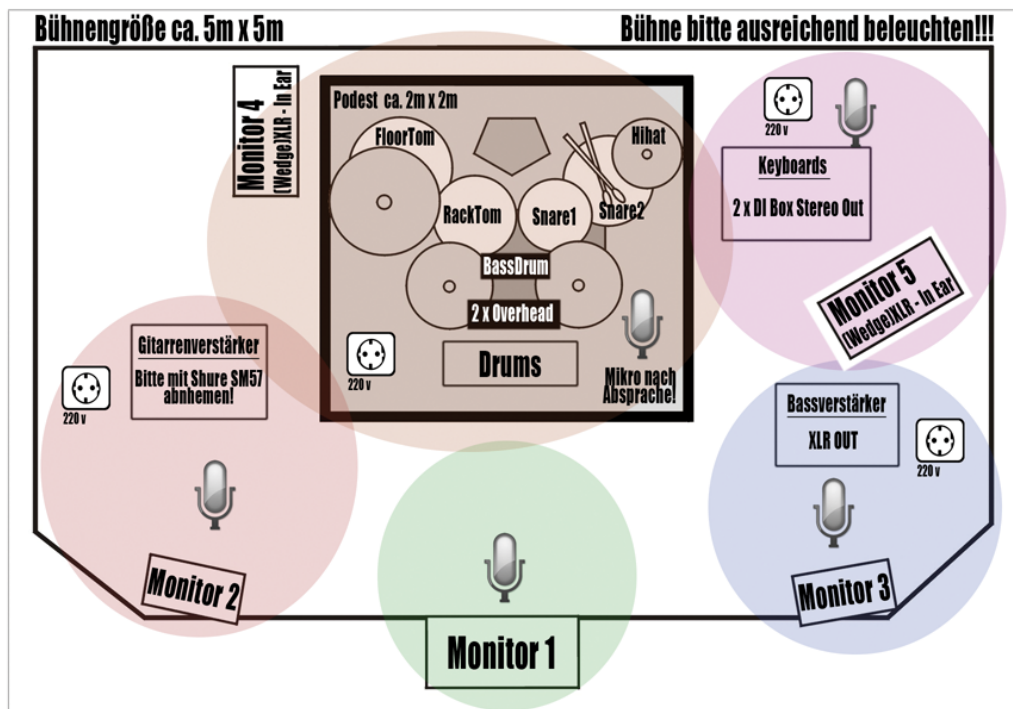 Bühnengröße ca. 5m x 5m
Bühne bitte ausreichend beleuchten!!!
Monitor 4
(Wedge)XLR - In Ear
Podest ca. 2m x 2m
FloorTom
Hihat
RackTom
Snare1
Snare2
BassDrum
2 x Overhead
Drums
220 v
Mikro nach
Absprache!
220 v
Keyboards
2 x DI Box Stereo Out
Monitor 5
(Wedge)XLR - In Ear
Gitarrenverstärker
Bitte mit Shure SM57
abnhemen!
220 v
Bassverstärker
XLR OUT
220 v
Monitor 2
Monitor 1
Monitor 3